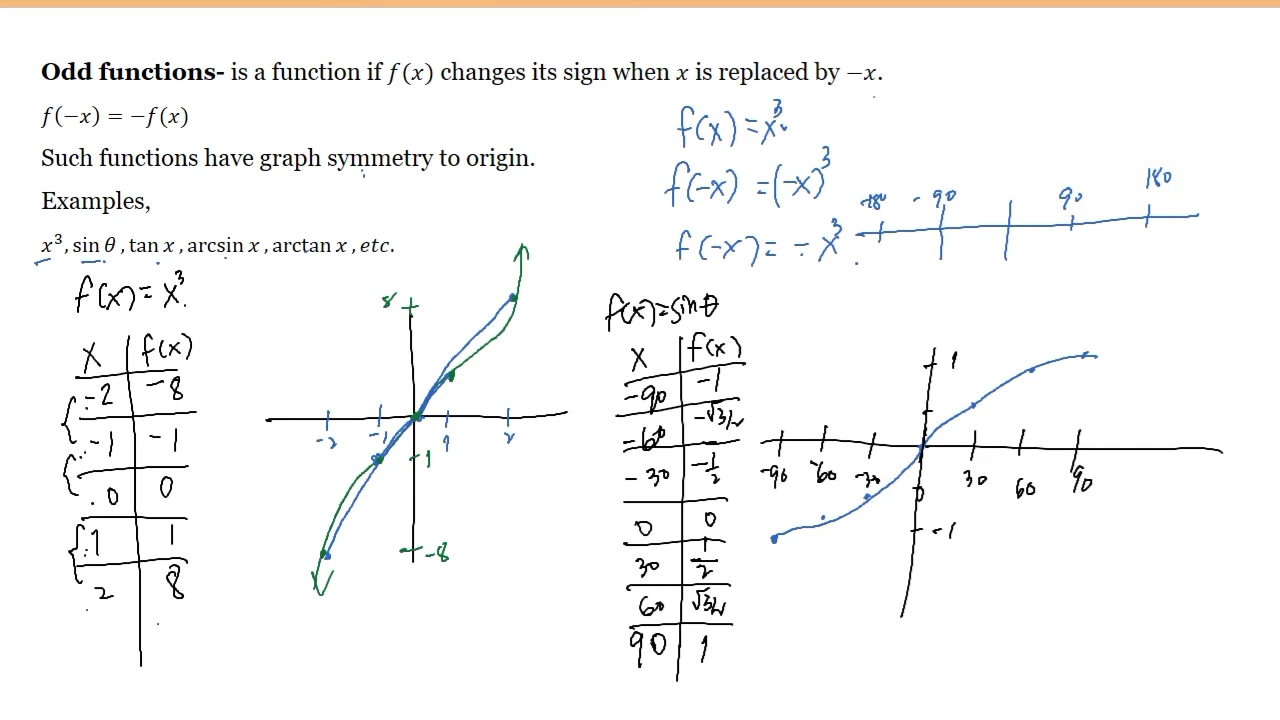 Odd functions- is a function if f(x) changes its sign when x is replaced by −x.
f(−x) = −f(x)
Such functions have graph symmetry to origin.
Examples,
x³, sin θ , tan x , arcsin x , arctan x , etc.
f(x) = x³
f(-x) = (-x)³
f(-x) = - x³
-180 -90 90 180
f(x) = x³
x f(x)
-2 -8
-1 -1
0 0
1 1
2 8
8
-2 -1 1 2
1
-8
f(x) = sin θ
x f(x)
-90 -1
-60 -√3/2
-30 -1/2
0 0
30 1/2
60 √3/2
90 1
1
-90 -60 -30 0 30 60 90
-1